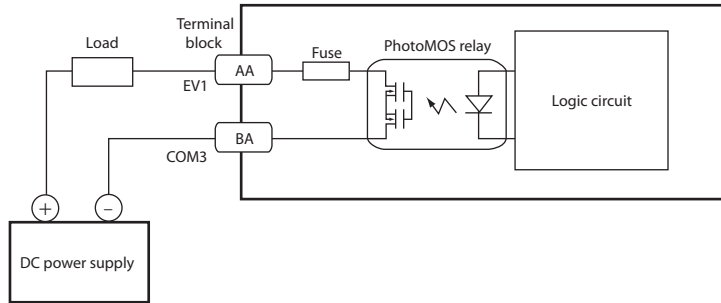 Terminal
block
Load
Fuse
PhotoMOS relay
AA
EV1
Logic circuit
BA
COM3
+
−
DC power supply